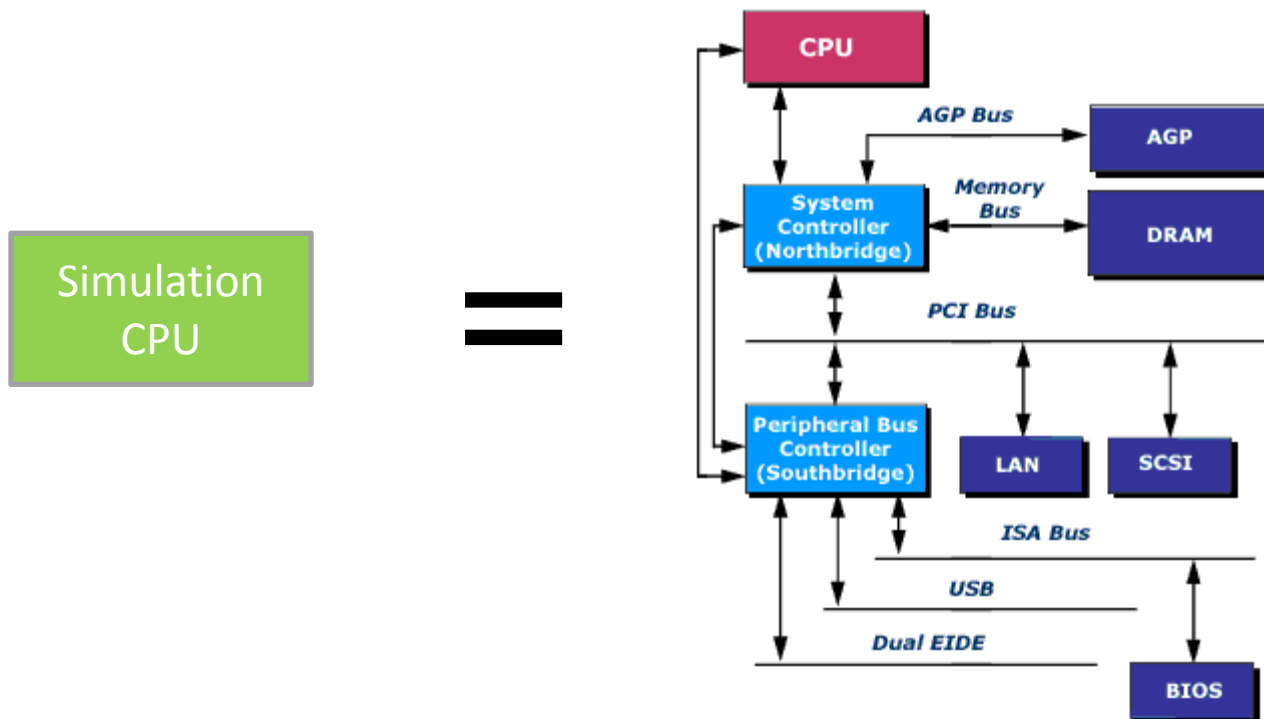 Simulation
CPU
CPU
AGP Bus
AGP
System
Controller
(Northbridge)
Memory
Bus
DRAM
PCI Bus
Peripheral Bus
Controller
(Southbridge)
LAN
SCSI
ISA Bus
USB
Dual EIDE
BIOS